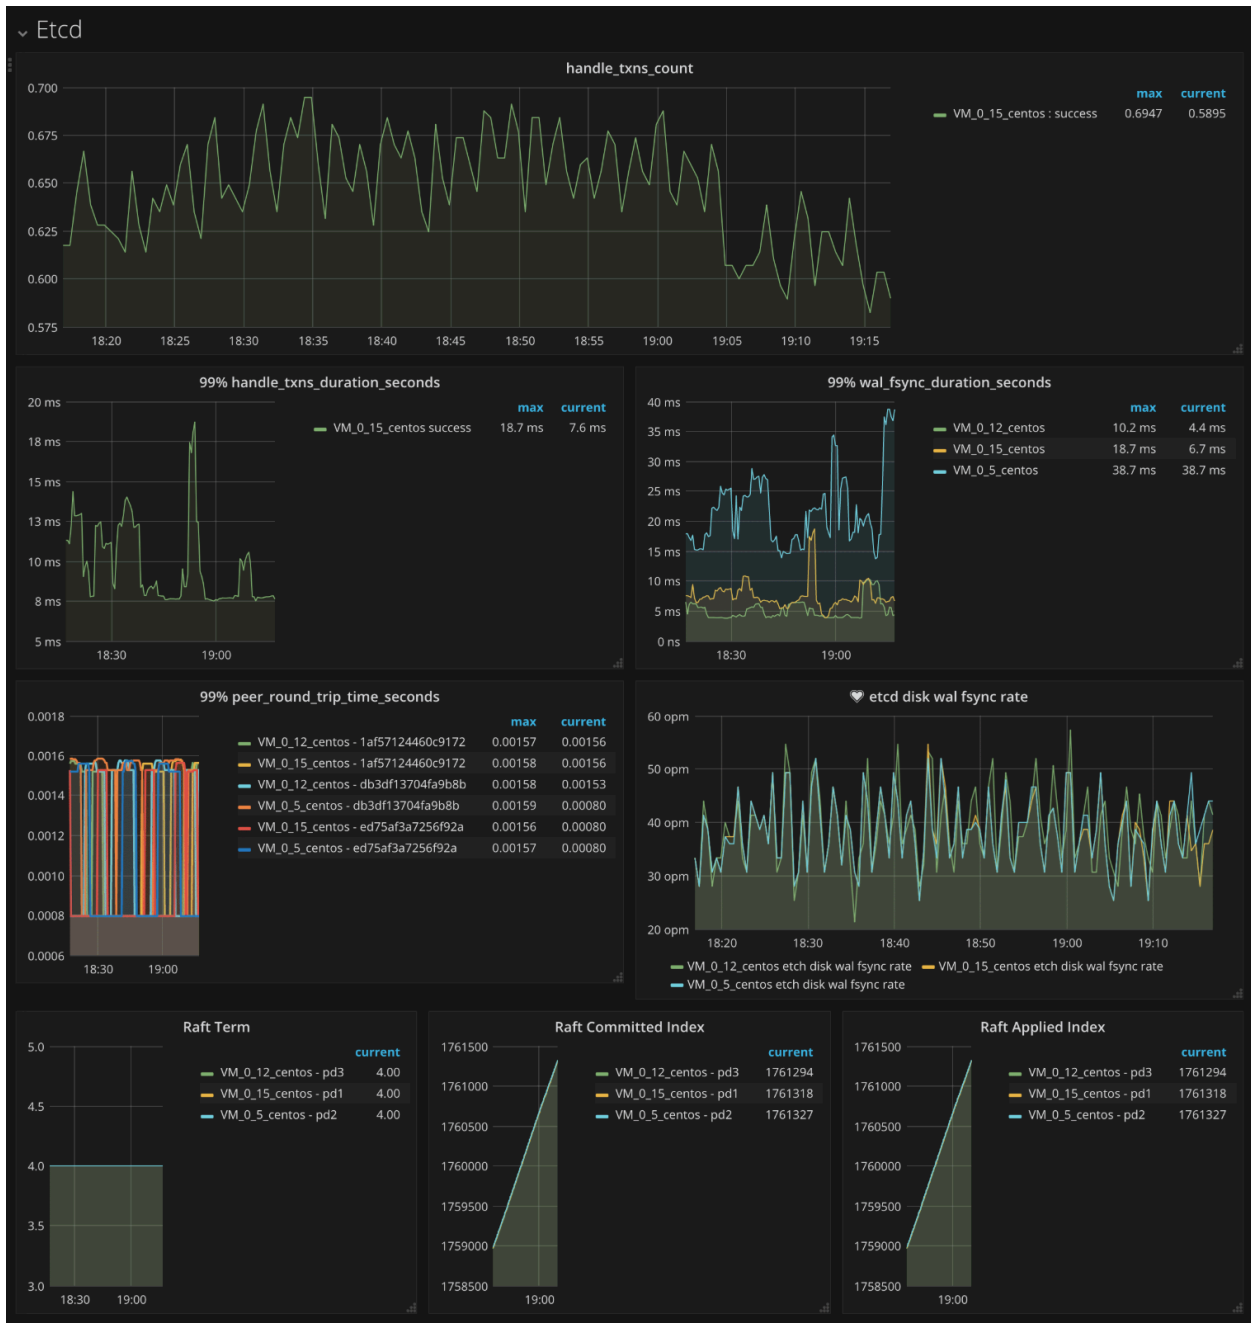 Etcd
handle_txns_count
0.700
0.675
0.650
0.625
0.600
0.575
18:20 18:25 18:30 18:35 18:40 18:45 18:50 18:55 19:00 19:05 19:10 19:15
max current
VM_0_15_centos : success 0.6947 0.5895
99% handle_txns_duration_seconds
20 ms
18 ms
15 ms
13 ms
10 ms
8 ms
5 ms
18:30 19:00
max current
VM_0_15_centos success 18.7 ms 7.6 ms
99% wal_fsync_duration_seconds
40 ms
35 ms
30 ms
25 ms
20 ms
15 ms
10 ms
5 ms
0 ns
18:30 19:00
max current
VM_0_12_centos 10.2 ms 4.4 ms
VM_0_15_centos 18.7 ms 6.7 ms
VM_0_5_centos 38.7 ms 38.7 ms
99% peer_round_trip_time_seconds
0.0018
0.0016
0.0014
0.0012
0.0010
0.0008
0.0006
18:30 19:00
max current
VM_0_12_centos - 1af57124460c9172 0.00157 0.00156
VM_0_15_centos - 1af57124460c9172 0.00158 0.00156
VM_0_12_centos - db3df13704fa9b8b 0.00158 0.00153
VM_0_5_centos - db3df13704fa9b8b 0.00159 0.00080
VM_0_15_centos - ed75af3a7256f92a 0.00156 0.00080
VM_0_5_centos - ed75af3a7256f92a 0.00157 0.00080
etcd disk wal fsync rate
60 opm
50 opm
40 opm
30 opm
20 opm
18:20 18:30 18:40 18:50 19:00 19:10
VM_0_12_centos etch disk wal fsync rate VM_0_15_centos etch disk wal fsync rate
VM_0_5_centos etch disk wal fsync rate
Raft Term
5.0
4.5
4.0
3.5
3.0
18:30 19:00
current
VM_0_12_centos - pd3 4.00
VM_0_15_centos - pd1 4.00
VM_0_5_centos - pd2 4.00
Raft Committed Index
1761500
1761000
1760500
1760000
1759500
1759000
1758500
19:00
current
VM_0_12_centos - pd3 1761294
VM_0_15_centos - pd1 1761318
VM_0_5_centos - pd2 1761327
Raft Applied Index
1761500
1761000
1760500
1760000
1759500
1759000
1758500
19:00
current
VM_0_12_centos - pd3 1761294
VM_0_15_centos - pd1 1761318
VM_0_5_centos - pd2 1761327